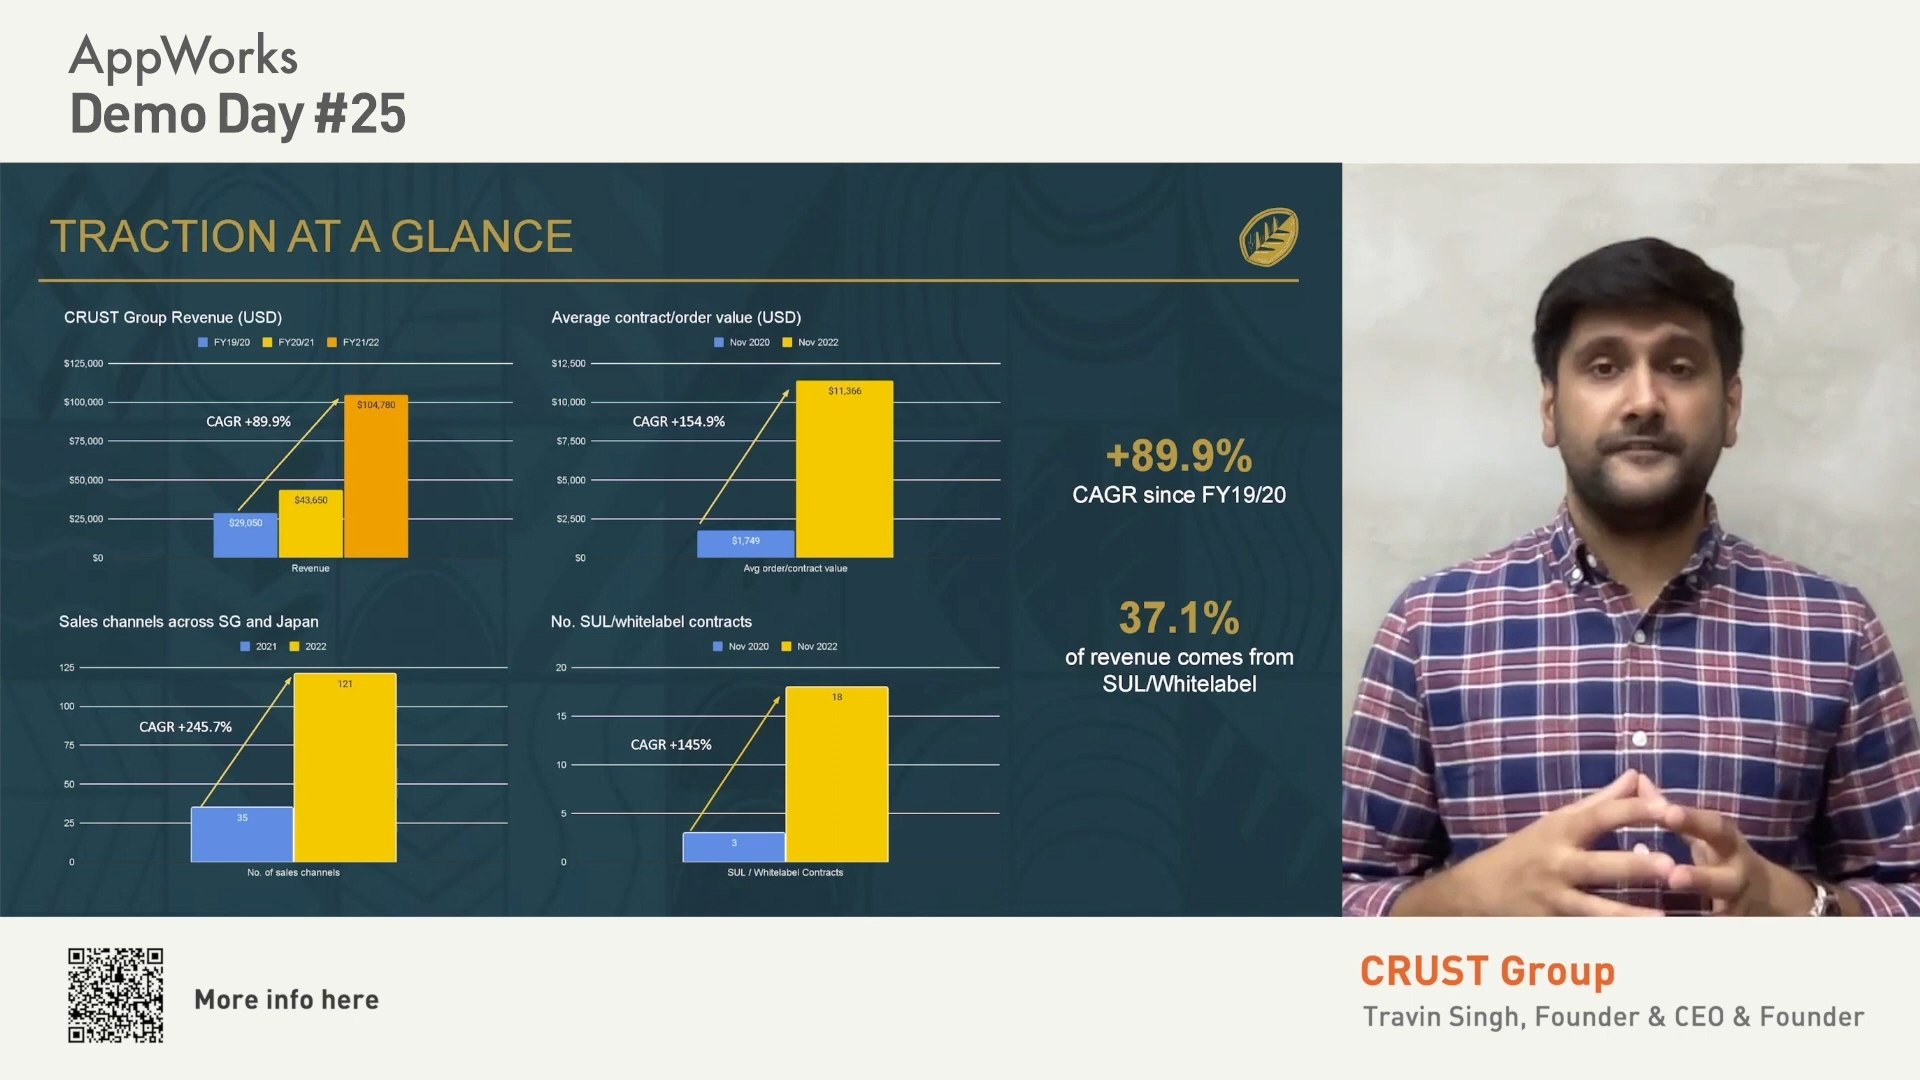 AppWorks
Demo Day #25
TRACTION AT A GLANCE
CRUST Group Revenue (USD)
FY19/20 FY20/21 FY21/22
$125,000
$100,000
$75,000
$50,000
$25,000
$0
CAGR +89.9%
$29,050
$43,650
$104,780
Revenue
Average contract/order value (USD)
Nov 2020 Nov 2022
$12,500
$10,000
$7,500
$5,000
$2,500
$0
CAGR +154.9%
$1,749
$11,366
Avg order/contract value
+89.9%
CAGR since FY19/20
Sales channels across SG and Japan
2021 2022
125
100
75
50
25
0
CAGR +245.7%
35
121
No. of sales channels
No. SUL/whitelabel contracts
Nov 2020 Nov 2022
20
15
10
5
0
CAGR +145%
3
18
SUL / Whitelabel Contracts
37.1%
of revenue comes from
SUL/Whitelabel
More info here
CRUST Group
Travin Singh, Founder & CEO & Founder